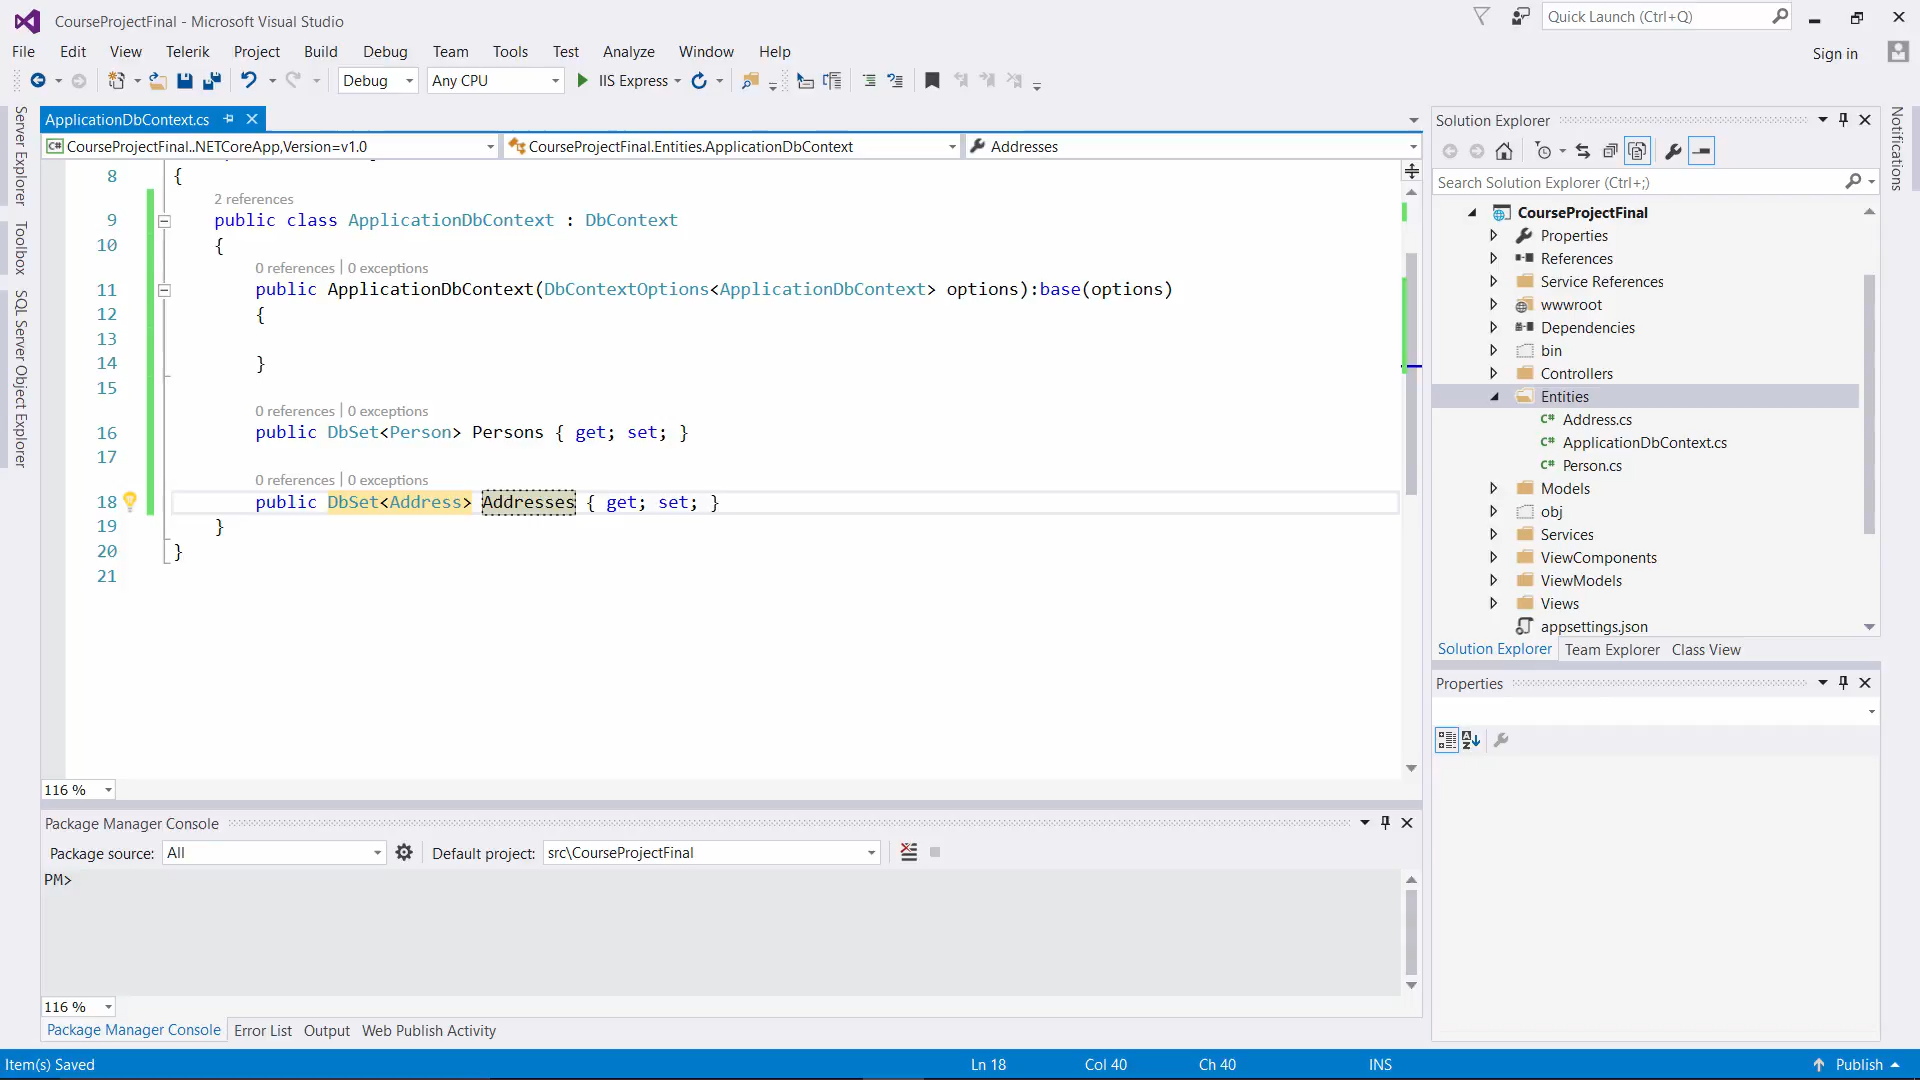 CourseProjectFinal - Microsoft Visual Studio
Quick Launch (Ctrl+Q)
File Edit View Telerik Project Build Debug Team Tools Test Analyze Window Help
Sign in
Debug Any CPU IIS Express
Server Explorer
Toolbox
SQL Server Object Explorer
ApplicationDbContext.cs
CourseProjectFinal..NETCoreApp,Version=v1.0 CourseProjectFinal.Entities.ApplicationDbContext Addresses
8 {
2 references
9 public class ApplicationDbContext : DbContext
10 {
0 references | 0 exceptions
11 public ApplicationDbContext(DbContextOptions<ApplicationDbContext> options):base(options)
12 {
13
14 }
15
0 references | 0 exceptions
16 public DbSet<Person> Persons { get; set; }
17
0 references | 0 exceptions
18 public DbSet<Address> Addresses { get; set; }
19 }
20 }
21
116 %
Package Manager Console
Package source: All Default project: src\CourseProjectFinal
PM>
116 %
Package Manager Console Error List Output Web Publish Activity
Solution Explorer
Search Solution Explorer (Ctrl+;)
CourseProjectFinal
Properties
References
Service References
wwwroot
Dependencies
bin
Controllers
Entities
C# Address.cs
C# ApplicationDbContext.cs
C# Person.cs
Models
obj
Services
ViewComponents
ViewModels
Views
appsettings.json
Solution Explorer Team Explorer Class View
Properties
Notifications
Item(s) Saved Ln 18 Col 40 Ch 40 INS Publish